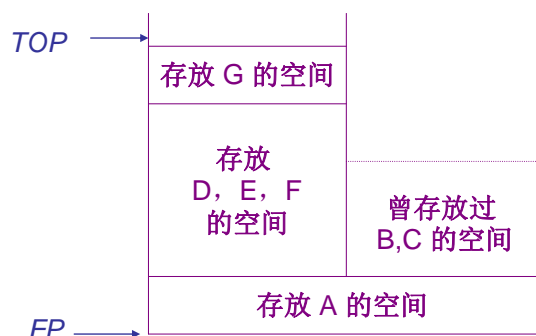 TOP
存放 G 的空间
存放
D，E，F
的空间
曾存放过
B,C 的空间
存放 A 的空间
FP